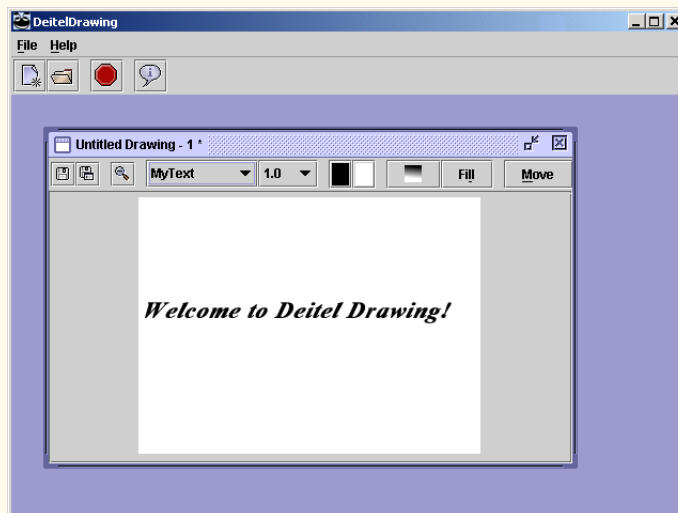 DeitelDrawing
File Help
Untitled Drawing - 1 *
MyText 1.0 Fill Move
Welcome to Deitel Drawing!